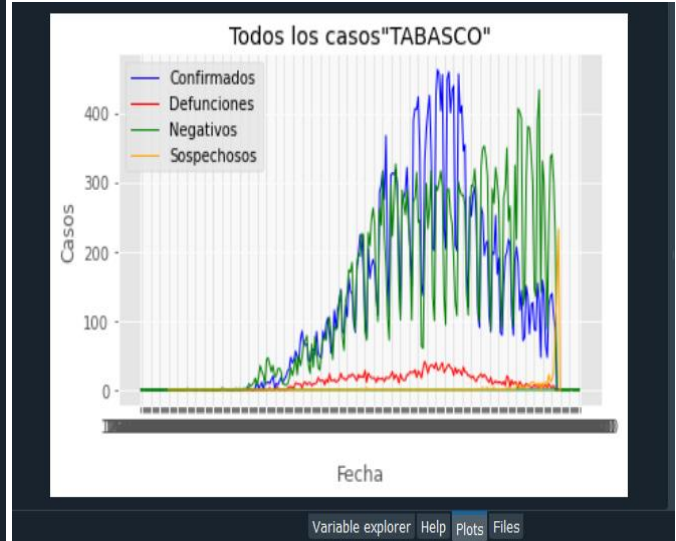 Todos los casos"TABASCO"
Confirmados
Defunciones
Negativos
Sospechosos
400
300
200
100
0
Casos
Fecha
Variable explorer Help Plots Files